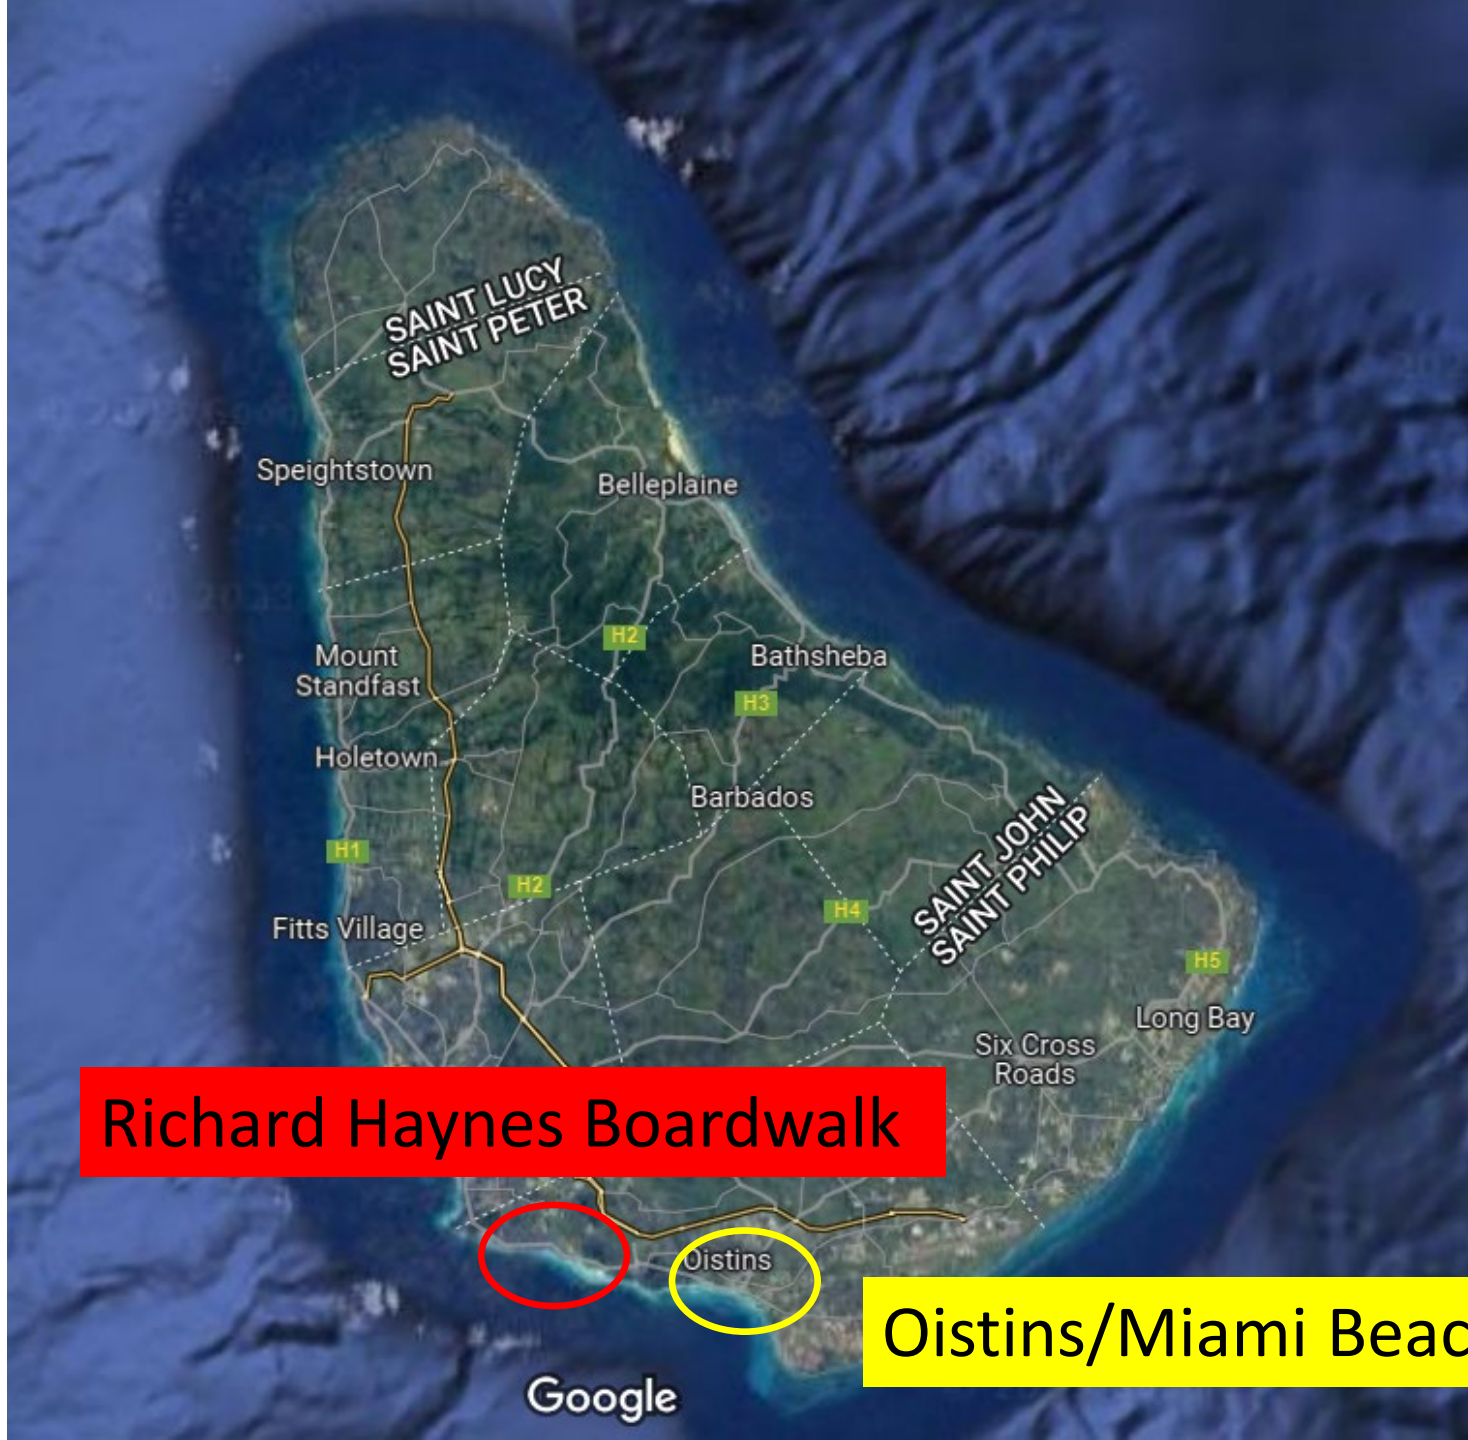 SAINT LUCY
SAINT PETER
Speightstown
Belleplaine
H2
Mount
Standfast
Bathsheba
H3
Holetown
Barbados
SAINT JOHN
SAINT PHILIP
H1
H2
H4
Fitts Village
H5
Long Bay
Six Cross
Roads
Richard Haynes Boardwalk
Oistins
Oistins/Miami Beac
Google